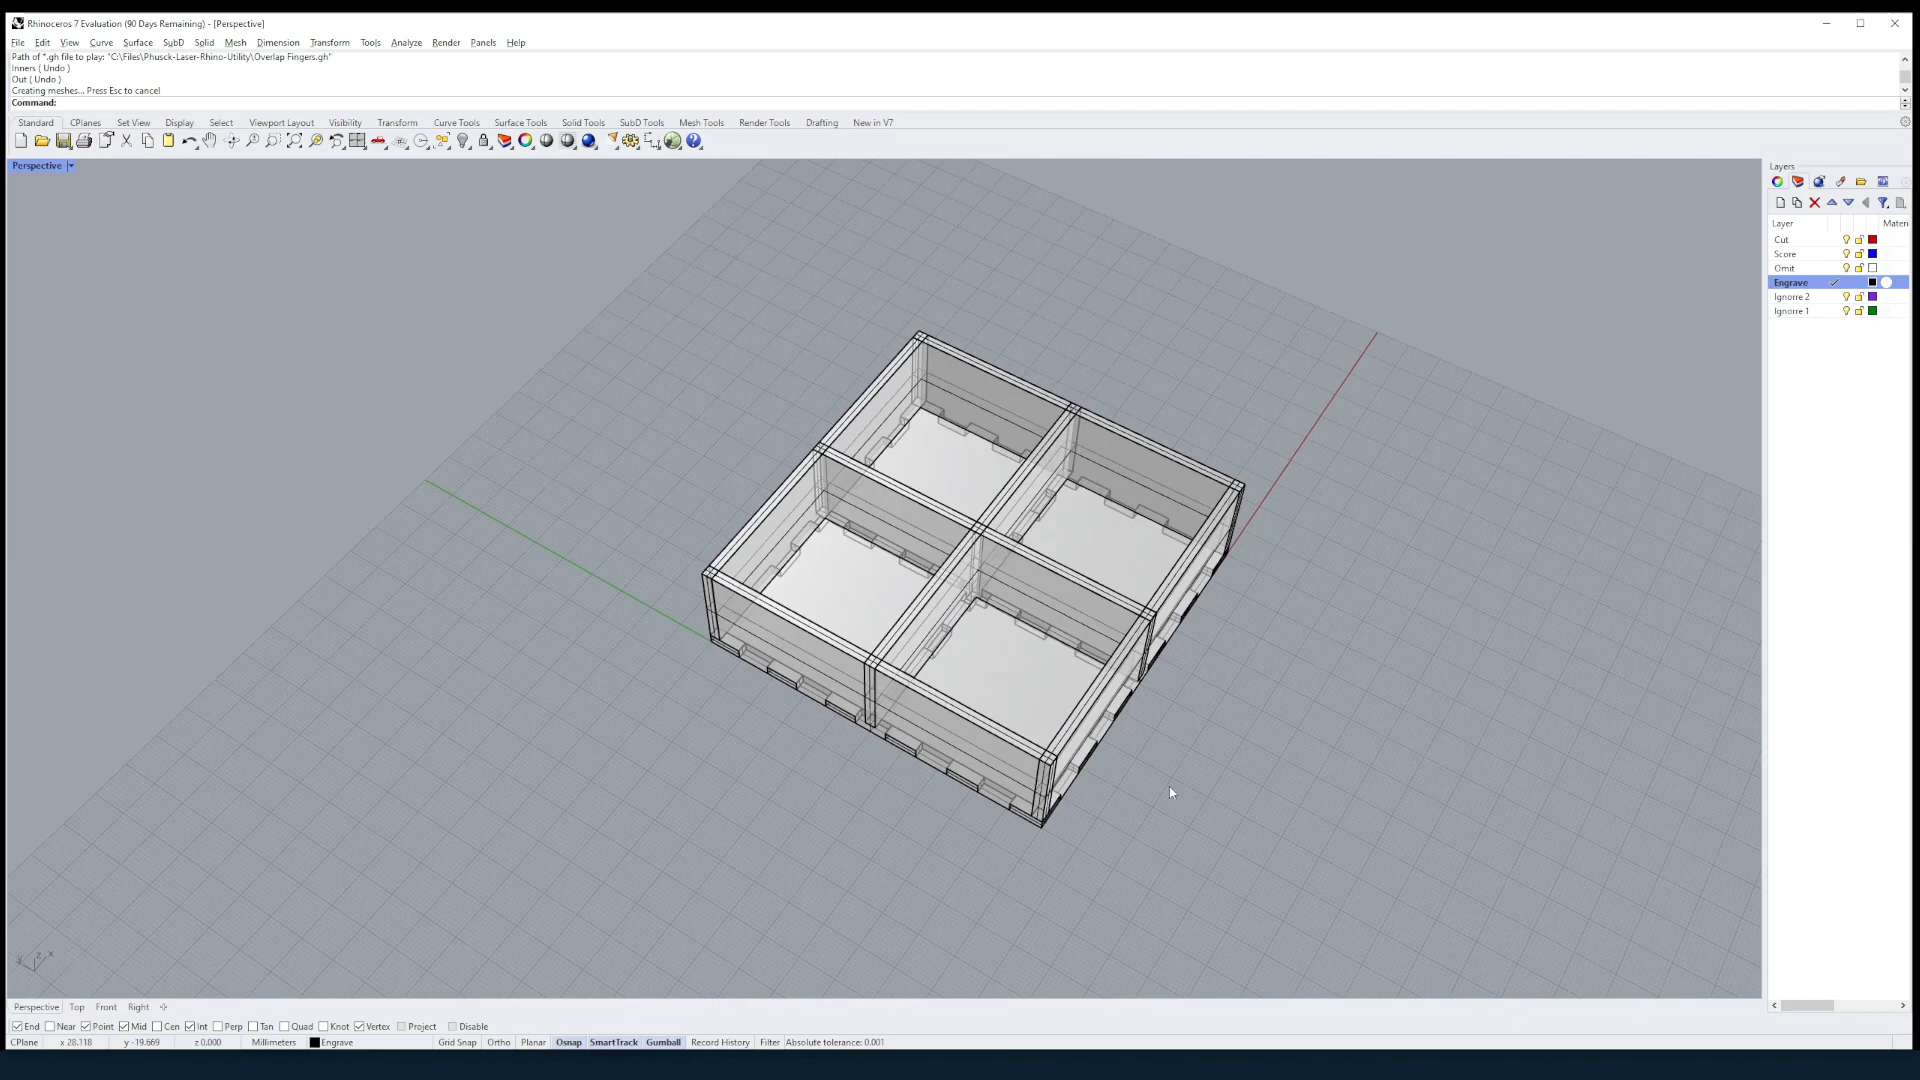 Rhinoceros 7 Evaluation (90 Days Remaining) - [Perspective]
File Edit View Curve Surface SubD Solid Mesh Dimension Transform Tools Analyze Render Panels Help
Path of *.gh file to play: "C:\Files\Phusck-Laser-Rhino-Utility\Overlap Fingers.gh"
Inners ( Undo )
Out ( Undo )
Creating meshes... Press Esc to cancel
Command:
Standard CPlanes Set View Display Select Viewport Layout Visibility Transform Curve Tools Surface Tools Solid Tools SubD Tools Mesh Tools Render Tools Drafting New in V7
Perspective
Layers
Layer Materi
Cut
Score
Omit
Engrave
Ignorre 2
Ignorre 1
y z x
Perspective Top Front Right
End Near Point Mid Cen Int Perp Tan Quad Knot Vertex Project Disable
CPlane x 28.118 y -19.669 z 0.000 Millimeters Engrave Grid Snap Ortho Planar Osnap SmartTrack Gumball Record History Filter Absolute tolerance: 0.001